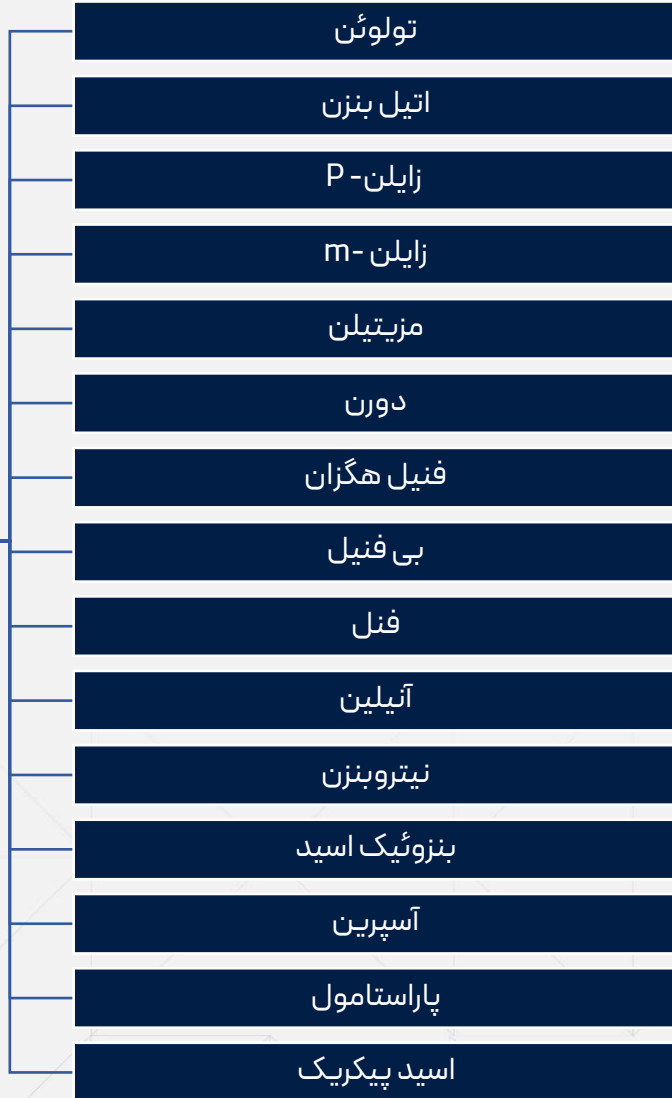 تولوئن
اتیل بنزن
زایلن- P
زایلن -m
مزیتیلن
دورن
فنیل هگزان
بی فنیل
فنل
آنیلین
نیتروبنزن
بنزوئیک اسید
آسپرین
پاراستامول
اسید پیکریک